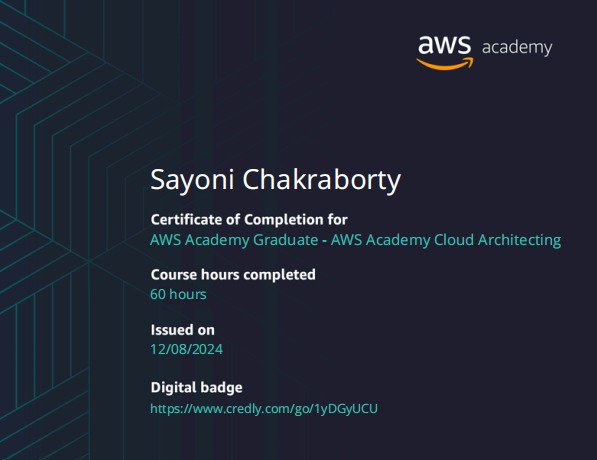 aws academy
Sayoni Chakraborty
Certificate of Completion for
AWS Academy Graduate - AWS Academy Cloud Architecting
Course hours completed
60 hours
Issued on
12/08/2024
Digital badge
https://www.credly.com/go/1yDGyUCU